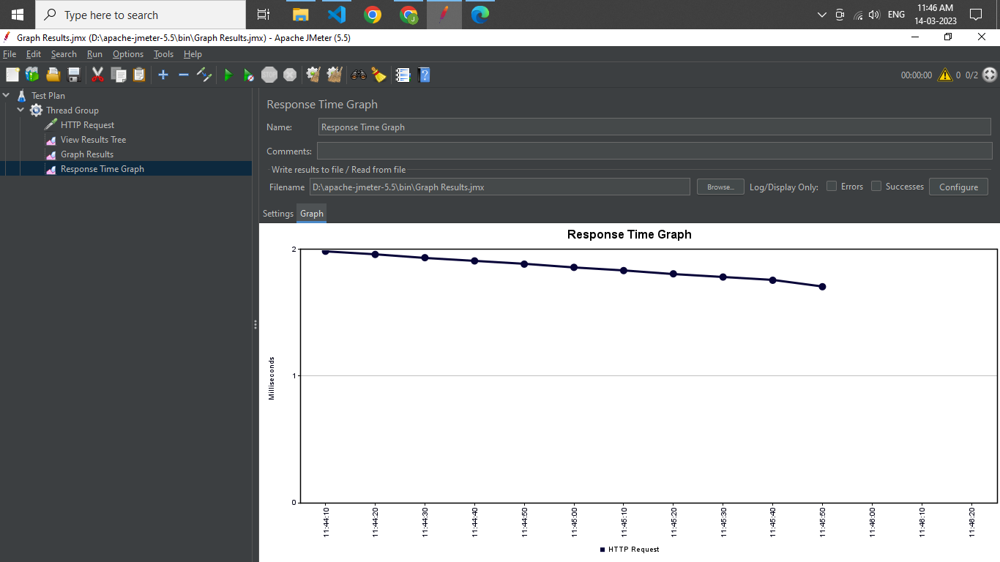 Type here to search
ENG
11:46 AM
14-03-2023
Graph Results.jmx (D:\apache-jmeter-5.5\bin\Graph Results.jmx) - Apache JMeter (5.5)
File Edit Search Run Options Tools Help
STOP
00:00:00 0 0/2
Test Plan
Thread Group
HTTP Request
View Results Tree
Graph Results
Response Time Graph
Response Time Graph
Name: Response Time Graph
Comments:
Write results to file / Read from file
Filename D:\apache-jmeter-5.5\bin\Graph Results.jmx Browse... Log/Display Only: Errors Successes Configure
Settings Graph
Response Time Graph
2
1
0
Milliseconds
11:44:10 11:44:20 11:44:30 11:44:40 11:44:50 11:45:00 11:45:10 11:45:20 11:45:30 11:45:40 11:45:50 11:46:00 11:46:10 11:46:20
HTTP Request